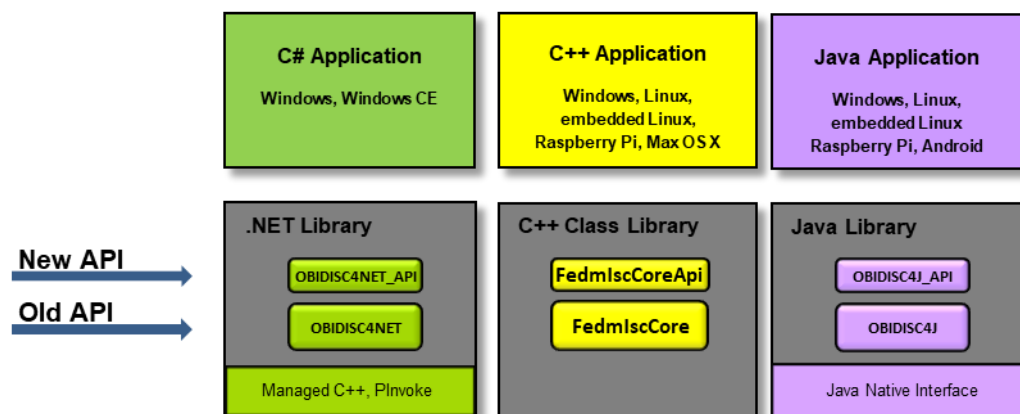 C# Application
Windows, Windows CE
C++ Application
Windows, Linux,
embedded Linux,
Raspberry Pi, Max OS X
Java Application
Windows, Linux,
embedded Linux
Raspberry Pi, Android
New API
Old API
.NET Library
OBIDISC4NET_API
OBIDISC4NET
Managed C++, PInvoke
C++ Class Library
FedmIscCoreApi
FedmIscCore
Java Library
OBIDISC4J_API
OBIDISC4J
Java Native Interface